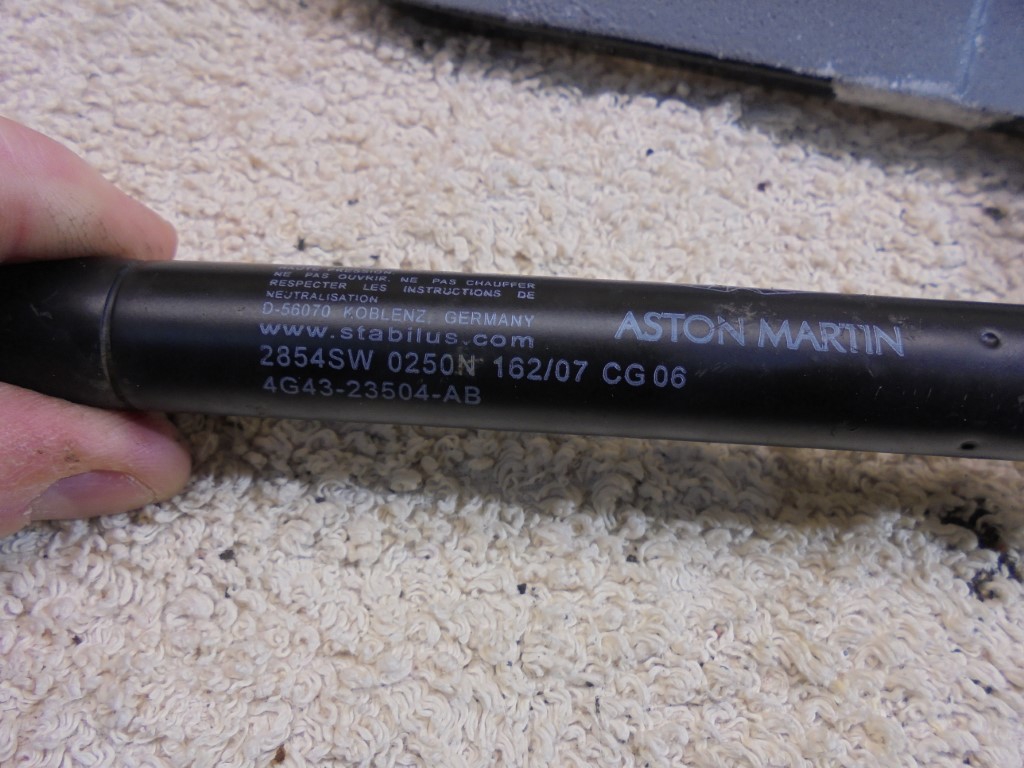 NE PAS OUVRIR. NE PAS CHAUFFER
RESPECTER LES INSTRUCTIONS DE
NEUTRALISATION
D-56070 KOBLENZ, GERMANY
www.stabilus.com
2854SW 0250N 162/07 CG 06
4G43-23504-AB
ASTON MARTIN